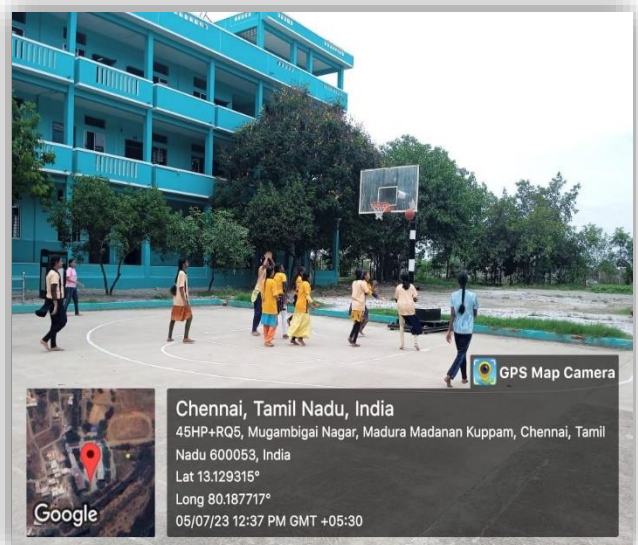 GPS Map Camera
Chennai, Tamil Nadu, India
45HP+RQ5, Mugambigai Nagar, Madura Madanan Kuppam, Chennai, Tamil
Nadu 600053, India
Lat 13.129315°
Long 80.187717°
05/07/23 12:37 PM GMT +05:30
Google